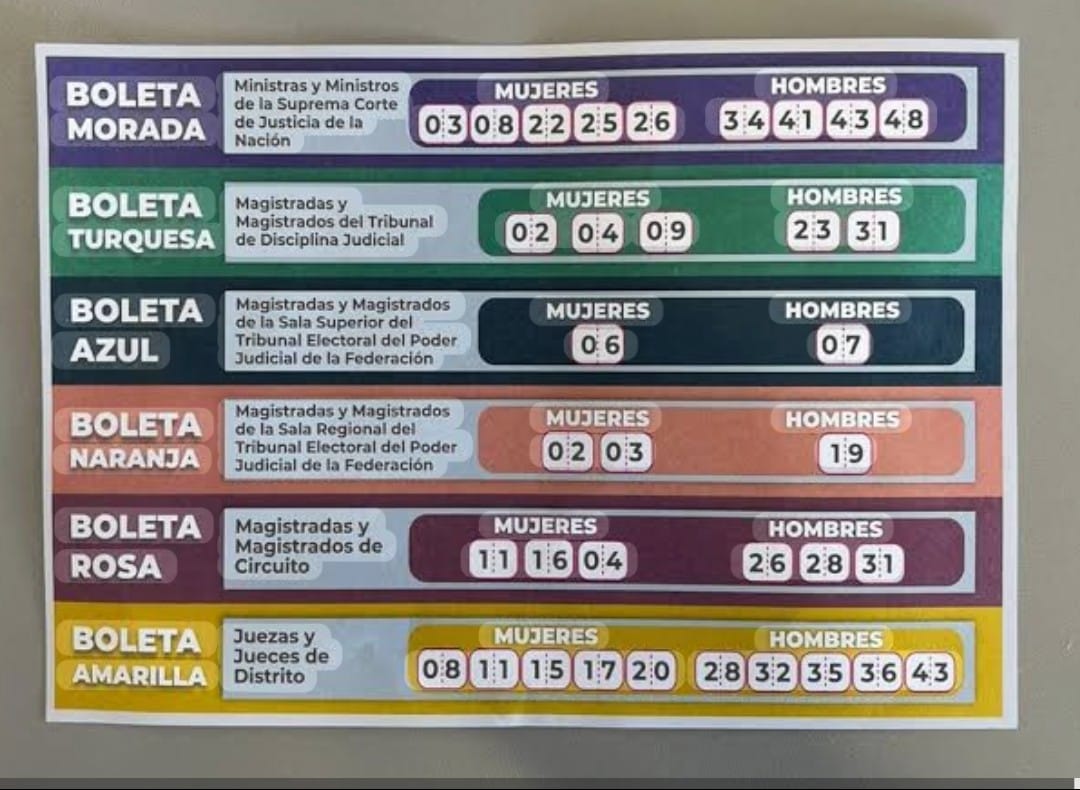 BOLETA
MORADA
Ministras y Ministros
de la Suprema Corte
de Justicia de la
Nación
MUJERES
03 08 22 25 26
HOMBRES
34 41 43 48
BOLETA
TURQUESA
Magistradas y
Magistrados del Tribunal
de Disciplina Judicial
MUJERES
02 04 09
HOMBRES
23 31
BOLETA
AZUL
Magistradas y Magistrados
de la Sala Superior del
Tribunal Electoral del Poder
Judicial de la Federación
MUJERES
06
HOMBRES
07
BOLETA
NARANJA
Magistradas y Magistrados
de la Sala Regional del
Tribunal Electoral del Poder
Judicial de la Federación
MUJERES
02 03
HOMBRES
19
BOLETA
ROSA
Magistradas y
Magistrados de
Circuito
MUJERES
11 16 04
HOMBRES
26 28 31
BOLETA
AMARILLA
Juezas y
Jueces de
Distrito
MUJERES
08 11 15 17 20
HOMBRES
28 32 35 36 43